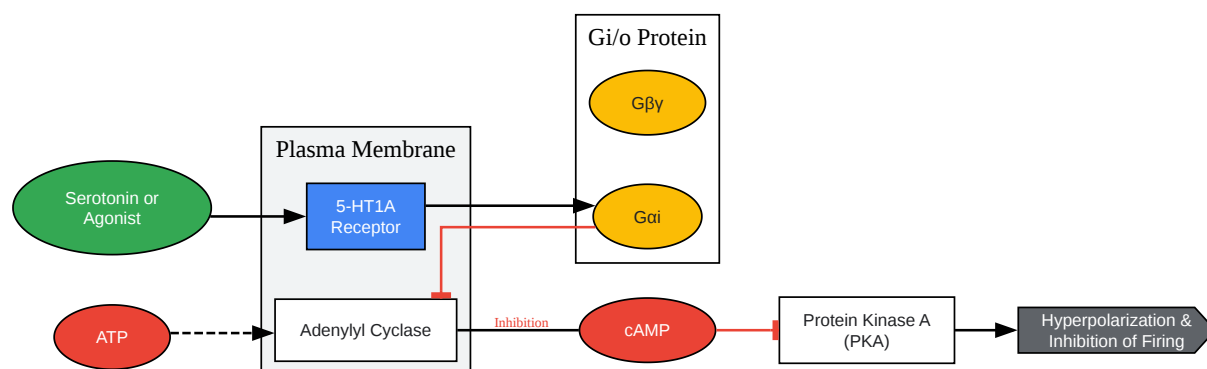 Gi/o Protein
Gβγ
Plasma Membrane
Serotonin or
Agonist
5-HT1A
Receptor
Gαi
ATP
Adenylyl Cyclase
Inhibition
cAMP
Protein Kinase A
(PKA)
Hyperpolarization &
Inhibition of Firing